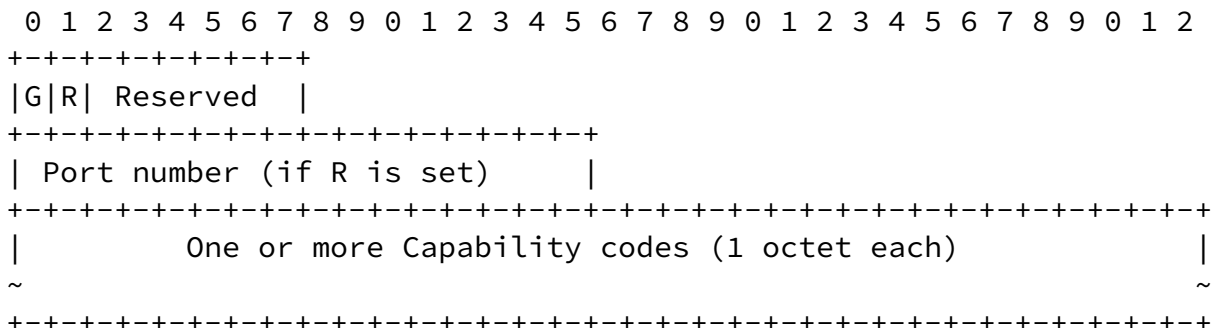 0 1 2 3 4 5 6 7 8 9 0 1 2 3 4 5 6 7 8 9 0 1 2 3 4 5 6 7 8 9 0 1 2
+-+-+-+-+-+-+-+-+
|G|R| Reserved  |
+-+-+-+-+-+-+-+-+-+-+-+-+-+-+-+-+
| Port number (if R is set)     |
+-+-+-+-+-+-+-+-+-+-+-+-+-+-+-+-+-+-+-+-+-+-+-+-+-+-+-+-+-+-+-+-+-+
|         One or more Capability codes (1 octet each)             |
~                                                                 ~
+-+-+-+-+-+-+-+-+-+-+-+-+-+-+-+-+-+-+-+-+-+-+-+-+-+-+-+-+-+-+-+-+-+